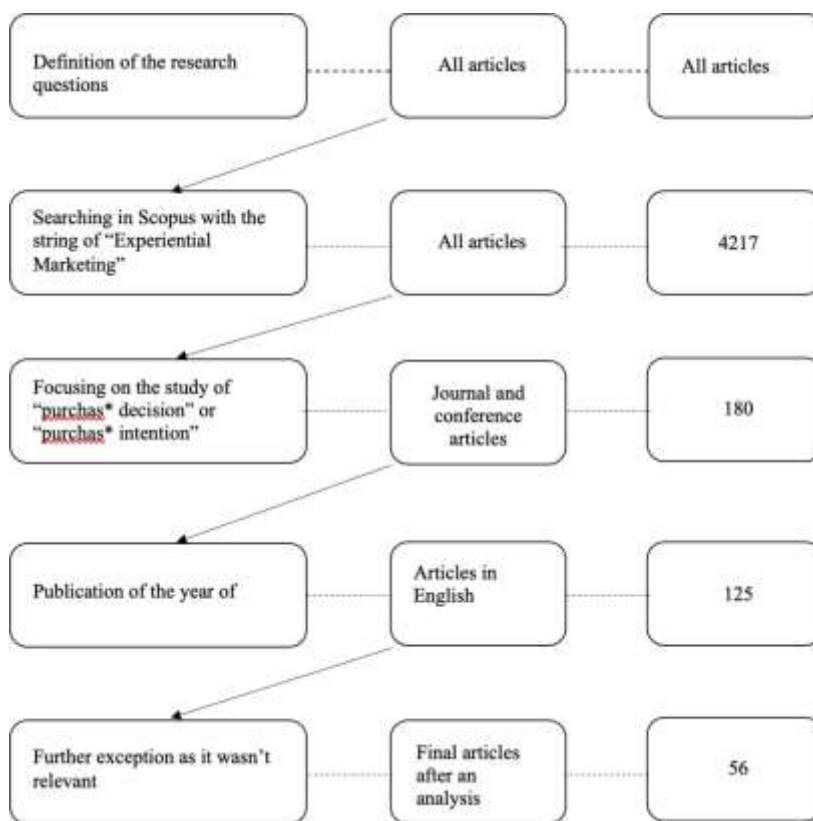 Definition of the research
questions
All articles
All articles
Searching in Scopus with the
string of “Experiential
Marketing”
All articles
4217
Focusing on the study of
“purchas* decision” or
“purchas* intention”
Journal and
conference
articles
180
Publication of the year of
Articles in
English
125
Further exception as it wasn’t
relevant
Final articles
after an
analysis
56